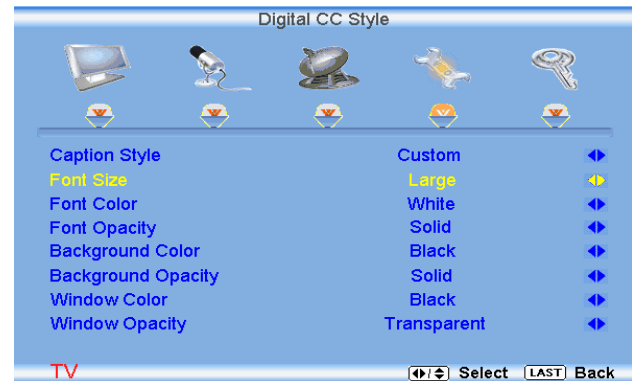 Digital CC Style
Caption Style Custom
Font Size Large
Font Color White
Font Opacity Solid
Background Color Black
Background Opacity Solid
Window Color Black
Window Opacity Transparent
TV Select LAST Back